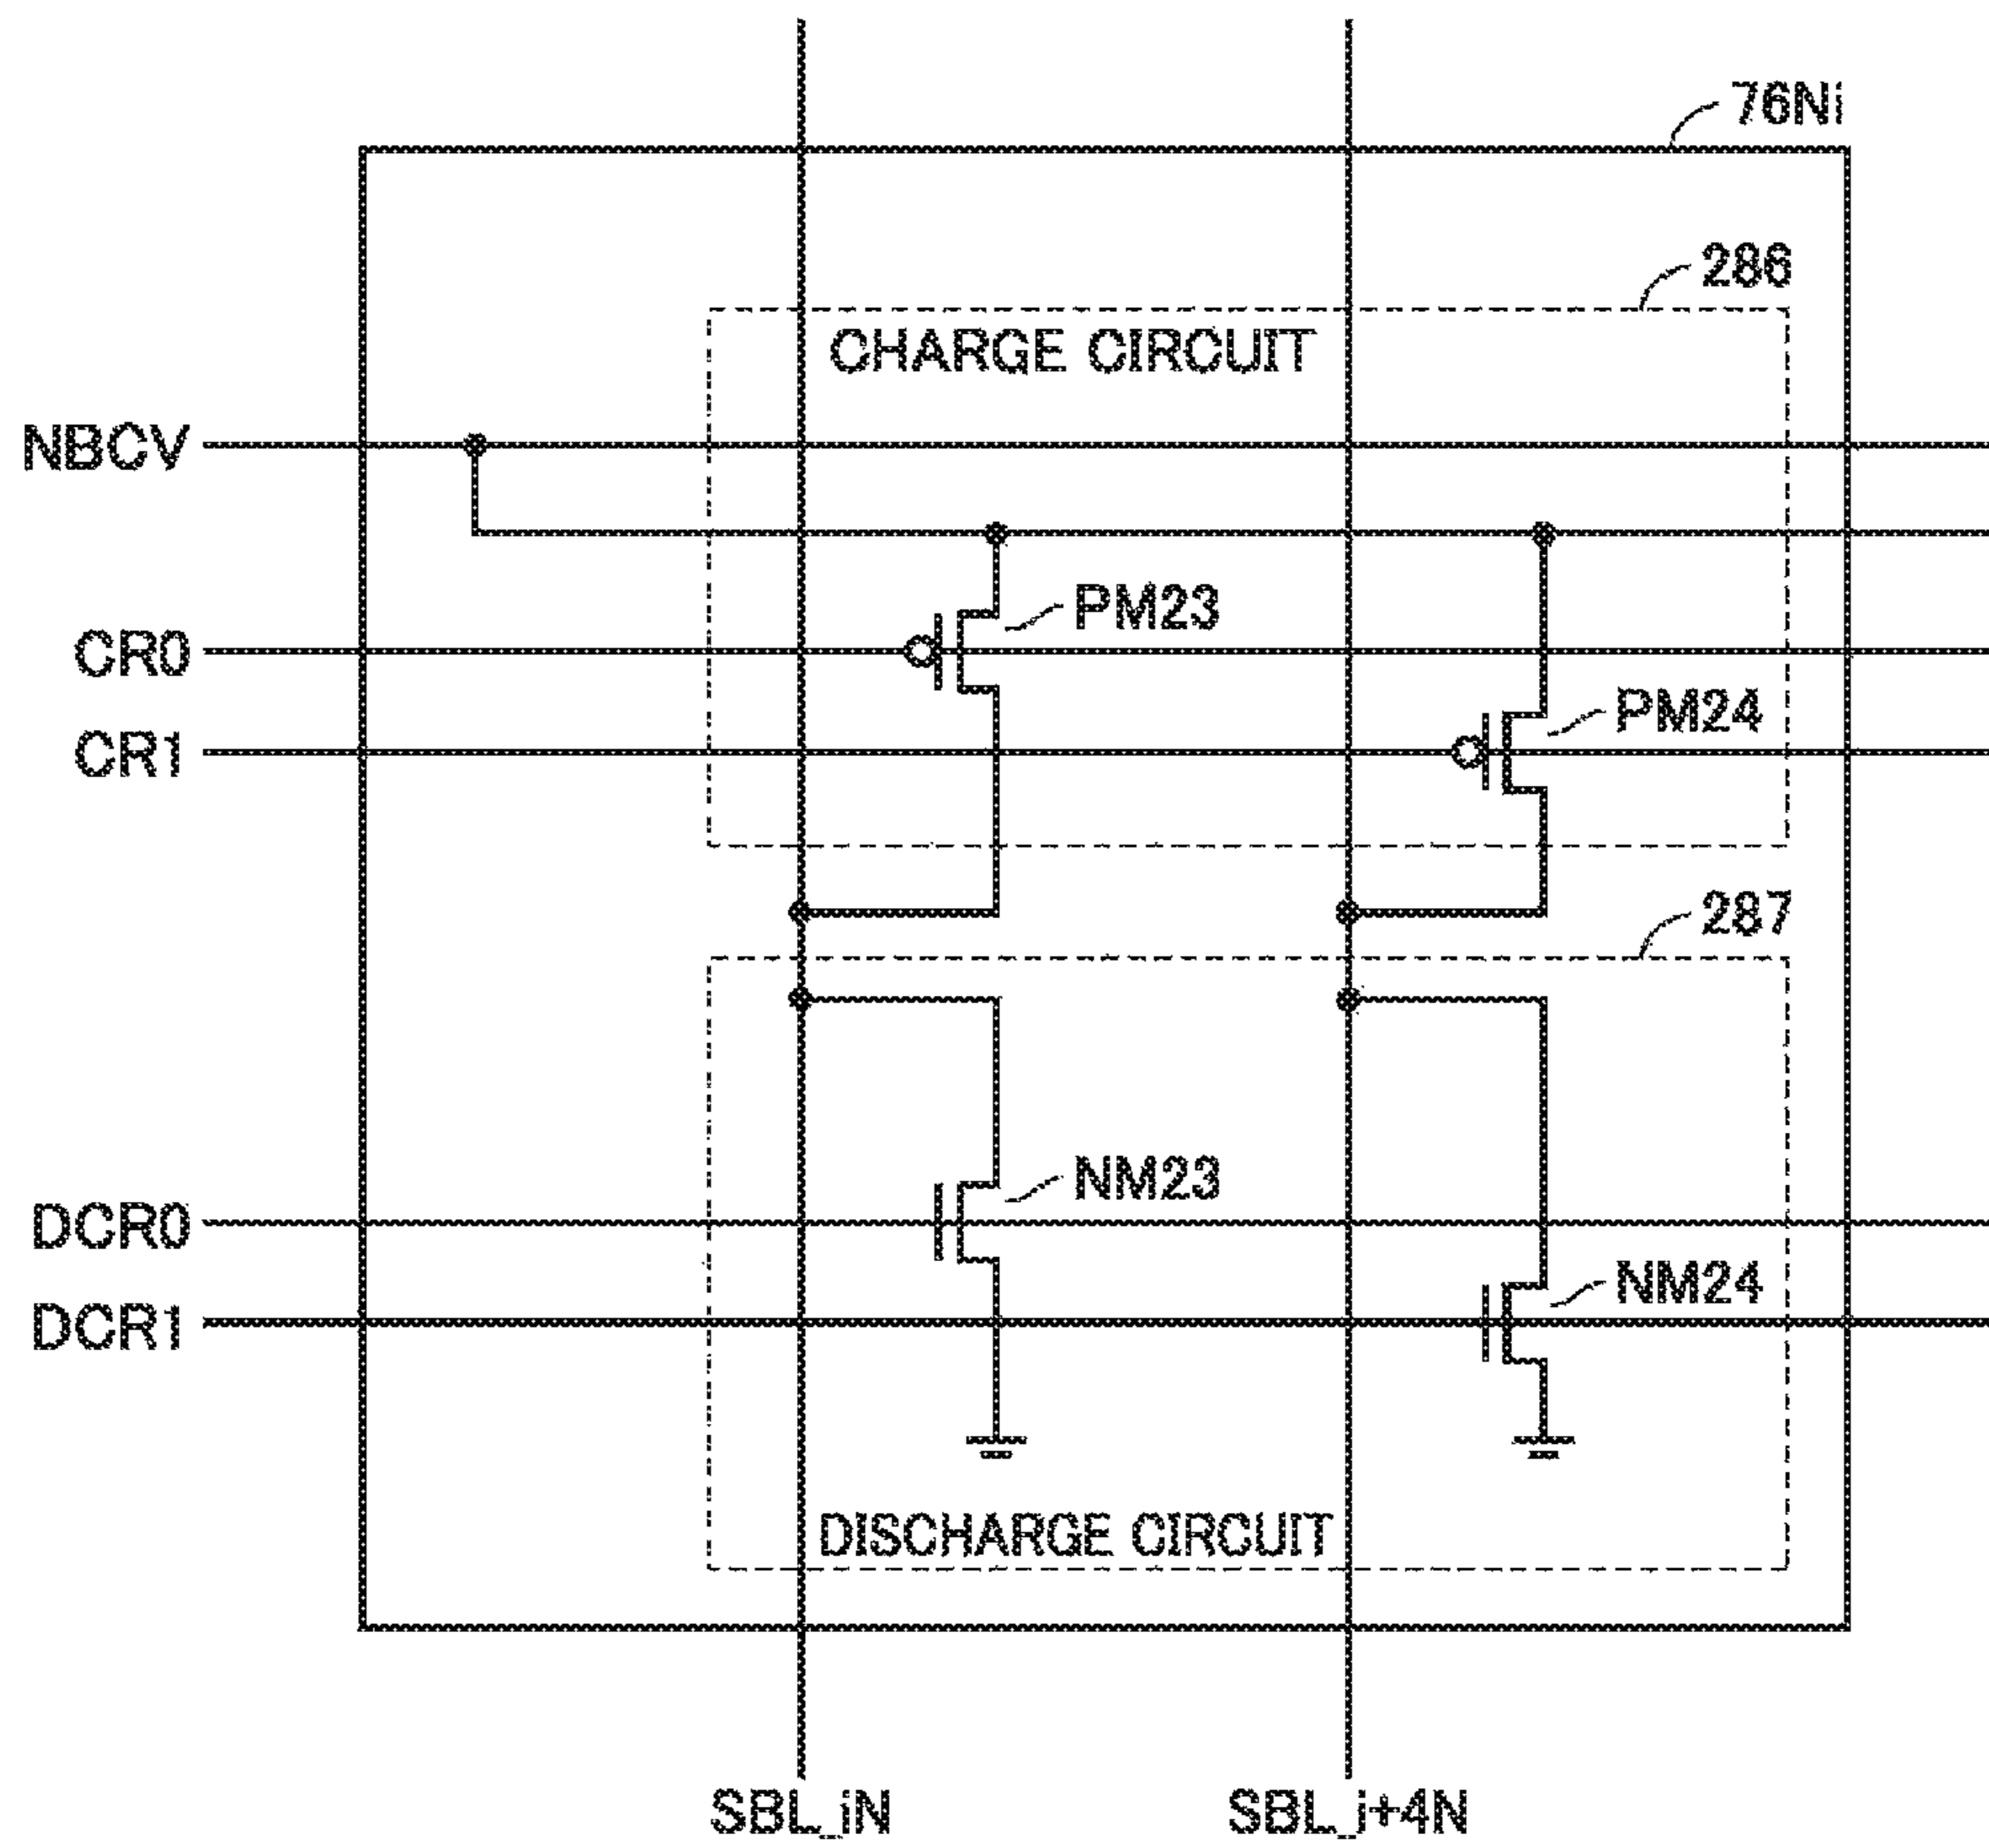 76Ni
286
CHARGE CIRCUIT
NBCV
PM23
CR0
PM24
CR1
287
NM23
DCR0
NM24
DCR1
DISCHARGE CIRCUIT
SBL_iN
SBL_i+4N